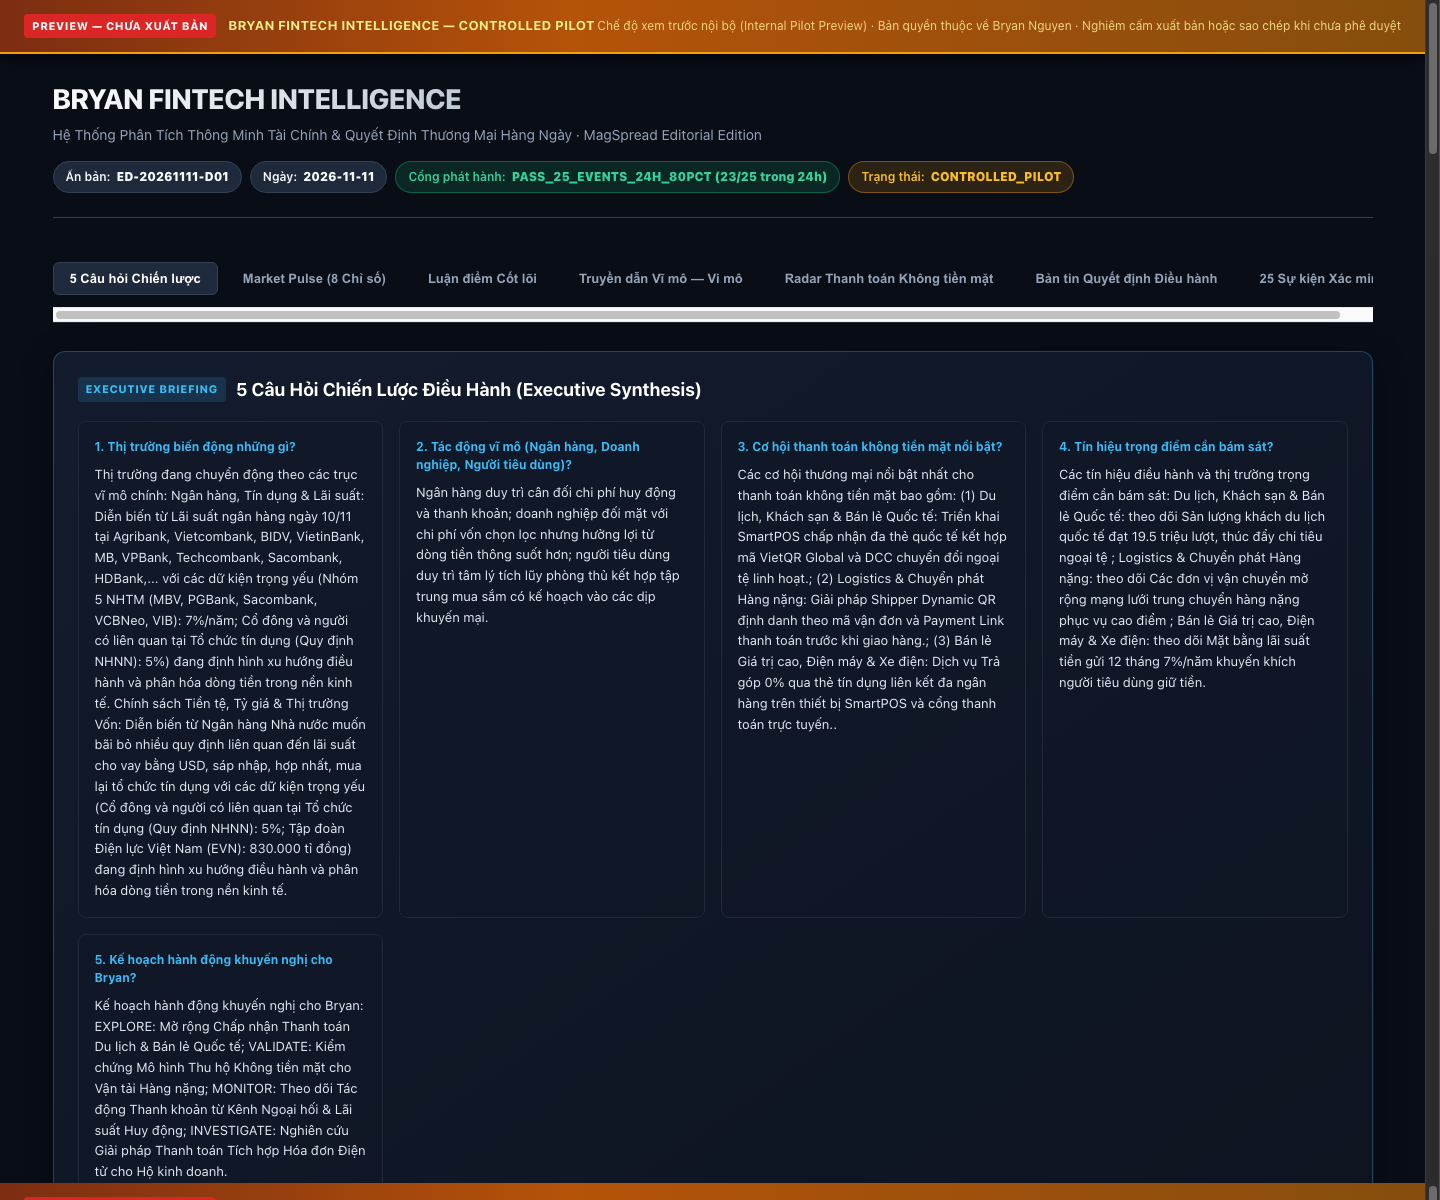 PREVIEW — CHƯA XUẤT BẢN
BRYAN FINTECH INTELLIGENCE — CONTROLLED PILOT Chế độ xem trước nội bộ (Internal Pilot Preview) · Bản quyền thuộc về Bryan Nguyen · Nghiêm cấm xuất bản hoặc sao chép khi chưa phê duyệt
BRYAN FINTECH INTELLIGENCE
Hệ Thống Phân Tích Thông Minh Tài Chính & Quyết Định Thương Mại Hàng Ngày · MagSpread Editorial Edition
Ấn bản: ED-20261111-D01
Ngày: 2026-11-11
Cổng phát hành: PASS_25_EVENTS_24H_80PCT (23/25 trong 24h)
Trạng thái: CONTROLLED_PILOT
5 Câu hỏi Chiến lược
Market Pulse (8 Chỉ số)
Luận điểm Cốt lõi
Truyền dẫn Vĩ mô — Vi mô
Radar Thanh toán Không tiền mặt
Bản tin Quyết định Điều hành
25 Sự kiện Xác mi
EXECUTIVE BRIEFING
5 Câu Hỏi Chiến Lược Điều Hành (Executive Synthesis)
1. Thị trường biến động những gì?
Thị trường đang chuyển động theo các trục
vĩ mô chính: Ngân hàng, Tín dụng & Lãi suất:
Diễn biến từ Lãi suất ngân hàng ngày 10/11
tại Agribank, Vietcombank, BIDV, VietinBank,
MB, VPBank, Techcombank, Sacombank,
HDBank,... với các dữ kiện trọng yếu (Nhóm
5 NHTM (MBV, PGBank, Sacombank,
VCBNeo, VIB): 7%/năm; Cổ đông và người
có liên quan tại Tổ chức tín dụng (Quy định
NHNN): 5%) đang định hình xu hướng điều
hành và phân hóa dòng tiền trong nền kinh
tế. Chính sách Tiền tệ, Tỷ giá & Thị trường
Vốn: Diễn biến từ Ngân hàng Nhà nước muốn
bãi bỏ nhiều quy định liên quan đến lãi suất
cho vay bằng USD, sáp nhập, hợp nhất, mua
lại tổ chức tín dụng với các dữ kiện trọng yếu
(Cổ đông và người có liên quan tại Tổ chức
tín dụng (Quy định NHNN): 5%; Tập đoàn
Điện lực Việt Nam (EVN): 830.000 tỉ đồng)
đang định hình xu hướng điều hành và phân
hóa dòng tiền trong nền kinh tế.
2. Tác động vĩ mô (Ngân hàng, Doanh
nghiệp, Người tiêu dùng)?
Ngân hàng duy trì cân đối chi phí huy động
và thanh khoản; doanh nghiệp đối mặt với
chi phí vốn chọn lọc nhưng hưởng lợi từ
dòng tiền thông suốt hơn; người tiêu dùng
duy trì tâm lý tích lũy phòng thủ kết hợp tập
trung mua sắm có kế hoạch vào các dịp
khuyến mại.
3. Cơ hội thanh toán không tiền mặt nổi bật?
Các cơ hội thương mại nổi bật nhất cho
thanh toán không tiền mặt bao gồm: (1) Du
lịch, Khách sạn & Bán lẻ Quốc tế: Triển khai
SmartPOS chấp nhận đa thẻ quốc tế kết hợp
mã VietQR Global và DCC chuyển đổi ngoại
tệ linh hoạt.; (2) Logistics & Chuyển phát
Hàng nặng: Giải pháp Shipper Dynamic QR
định danh theo mã vận đơn và Payment Link
thanh toán trước khi giao hàng.; (3) Bán lẻ
Giá trị cao, Điện máy & Xe điện: Dịch vụ Trả
góp 0% qua thẻ tín dụng liên kết đa ngân
hàng trên thiết bị SmartPOS và cổng thanh
toán trực tuyến..
4. Tín hiệu trọng điểm cần bám sát?
Các tín hiệu điều hành và thị trường trọng
điểm cần bám sát: Du lịch, Khách sạn & Bán
lẻ Quốc tế: theo dõi Sản lượng khách du lịch
quốc tế đạt 19.5 triệu lượt, thúc đẩy chi tiêu
ngoại tệ ; Logistics & Chuyển phát Hàng
nặng: theo dõi Các đơn vị vận chuyển mở
rộng mạng lưới trung chuyển hàng nặng
phục vụ cao điểm ; Bán lẻ Giá trị cao, Điện
máy & Xe điện: theo dõi Mặt bằng lãi suất
tiền gửi 12 tháng 7%/năm khuyến khích
người tiêu dùng giữ tiền.
5. Kế hoạch hành động khuyến nghị cho
Bryan?
Kế hoạch hành động khuyến nghị cho Bryan:
EXPLORE: Mở rộng Chấp nhận Thanh toán
Du lịch & Bán lẻ Quốc tế; VALIDATE: Kiểm
chứng Mô hình Thu hộ Không tiền mặt cho
Vận tải Hàng nặng; MONITOR: Theo dõi Tác
động Thanh khoản từ Kênh Ngoại hối & Lãi
suất Huy động; INVESTIGATE: Nghiên cứu
Giải pháp Thanh toán Tích hợp Hóa đơn Điện
tử cho Hộ kinh doanh.